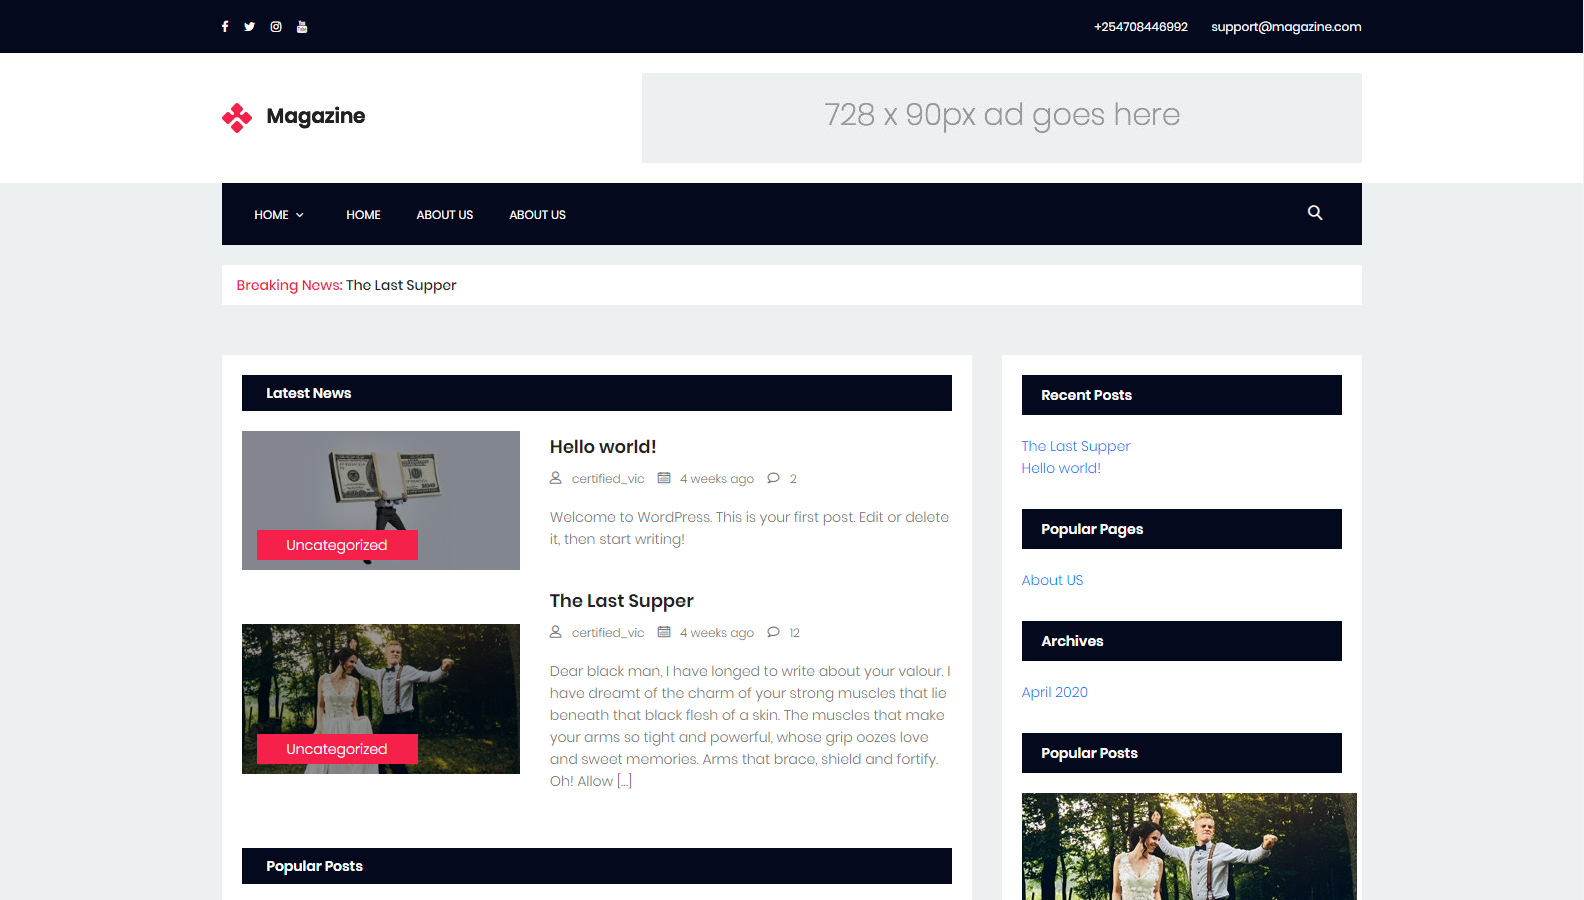 +254708446992 support@magazine.com
Magazine
728 x 90px ad goes here
HOME HOME ABOUT US ABOUT US
Breaking News: The Last Supper
Latest News
Uncategorized
Hello world!
certified_vic 4 weeks ago 2
Welcome to WordPress. This is your first post. Edit or delete
it, then start writing!
Uncategorized
The Last Supper
certified_vic 4 weeks ago 12
Dear black man, I have longed to write about your valour. I
have dreamt of the charm of your strong muscles that lie
beneath that black flesh of a skin. The muscles that make
your arms so tight and powerful, whose grip oozes love
and sweet memories. Arms that brace, shield and fortify.
Oh! Allow [...]
Popular Posts
Recent Posts
The Last Supper
Hello world!
Popular Pages
About US
Archives
April 2020
Popular Posts